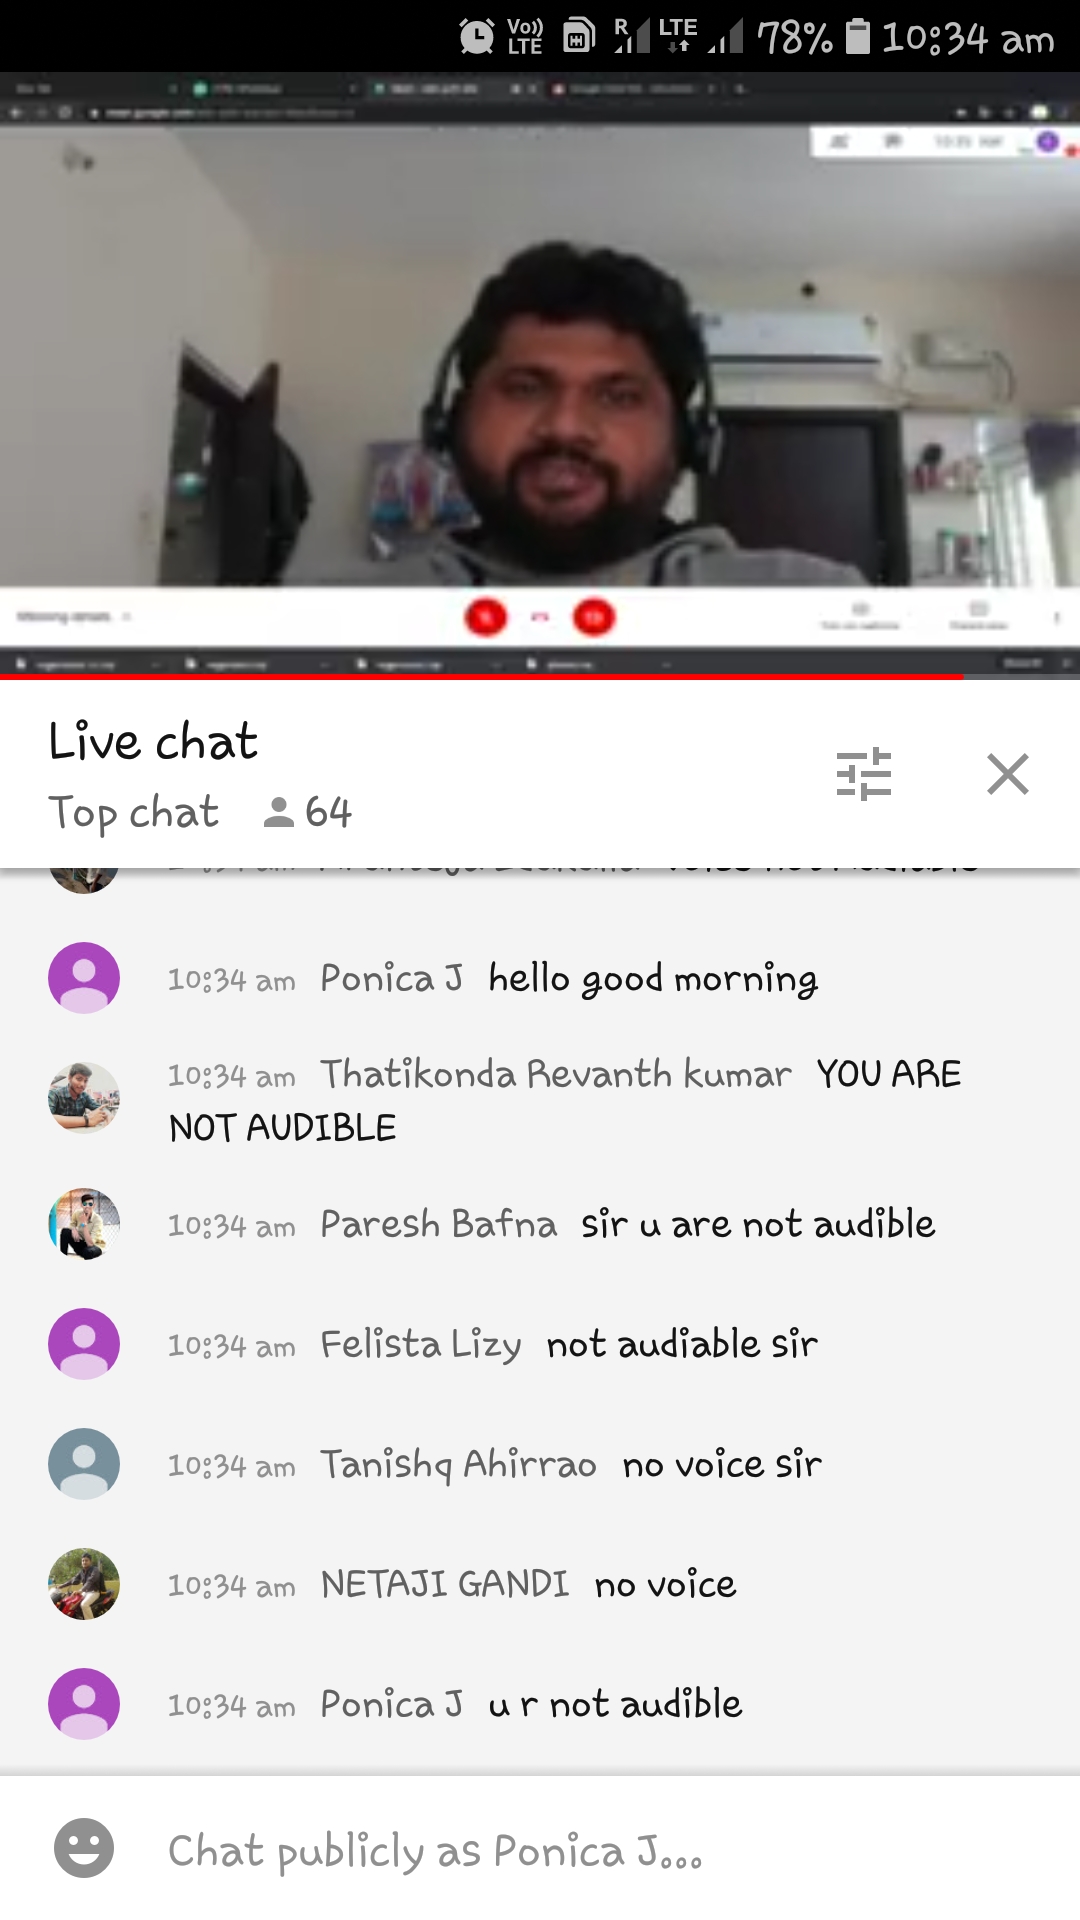 Vo)) LTE R LTE 78% 10:34 am
Live chat
Top chat 64
10:34 am Ponica J hello good morning
10:34 am Thatikonda Revanth kumar YOU ARE
NOT AUDIBLE
10:34 am Paresh Bafna sir u are not audible
10:34 am Felista Lizy not audiable sir
10:34 am Tanishq Ahirrao no voice sir
10:34 am NETAJI GANDI no voice
10:34 am Ponica J u r not audible
Chat publicly as Ponica J...